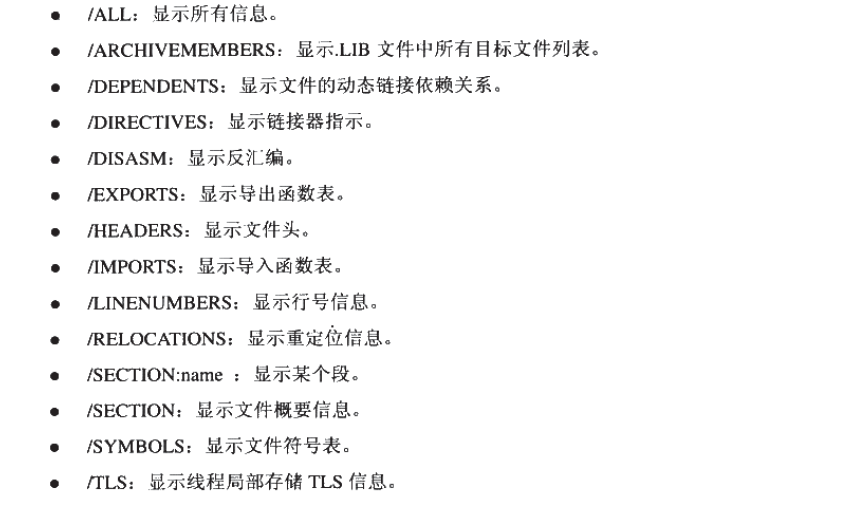 • /ALL：显示所有信息。
• /ARCHIVEMEMBERS：显示.LIB 文件中所有目标文件列表。
• /DEPENDENTS：显示文件的动态链接依赖关系。
• /DIRECTIVES：显示链接器指示。
• /DISASM：显示反汇编。
• /EXPORTS：显示导出函数表。
• /HEADERS：显示文件头。
• /IMPORTS：显示导入函数表。
• /LINENUMBERS：显示行号信息。
• /RELOCATIONS：显示重定位信息。
• /SECTION:name ：显示某个段。
• /SECTION：显示文件概要信息。
• /SYMBOLS：显示文件符号表。
• /TLS：显示线程局部存储 TLS 信息。